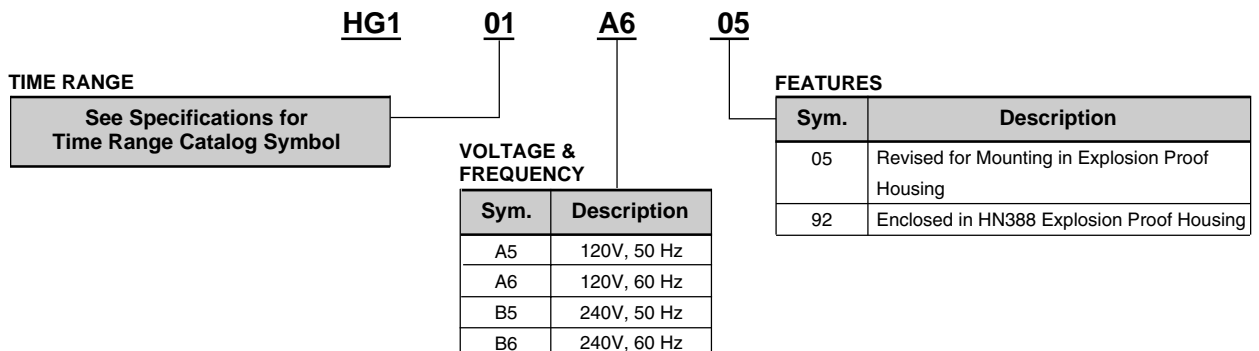 HG1 01 A6 05
TIME RANGE
See Specifications for
Time Range Catalog Symbol
VOLTAGE &
FREQUENCY
Sym. Description
A5 120V, 50 Hz
A6 120V, 60 Hz
B5 240V, 50 Hz
B6 240V, 60 Hz
FEATURES
Sym. Description
05 Revised for Mounting in Explosion Proof
Housing
92 Enclosed in HN388 Explosion Proof Housing